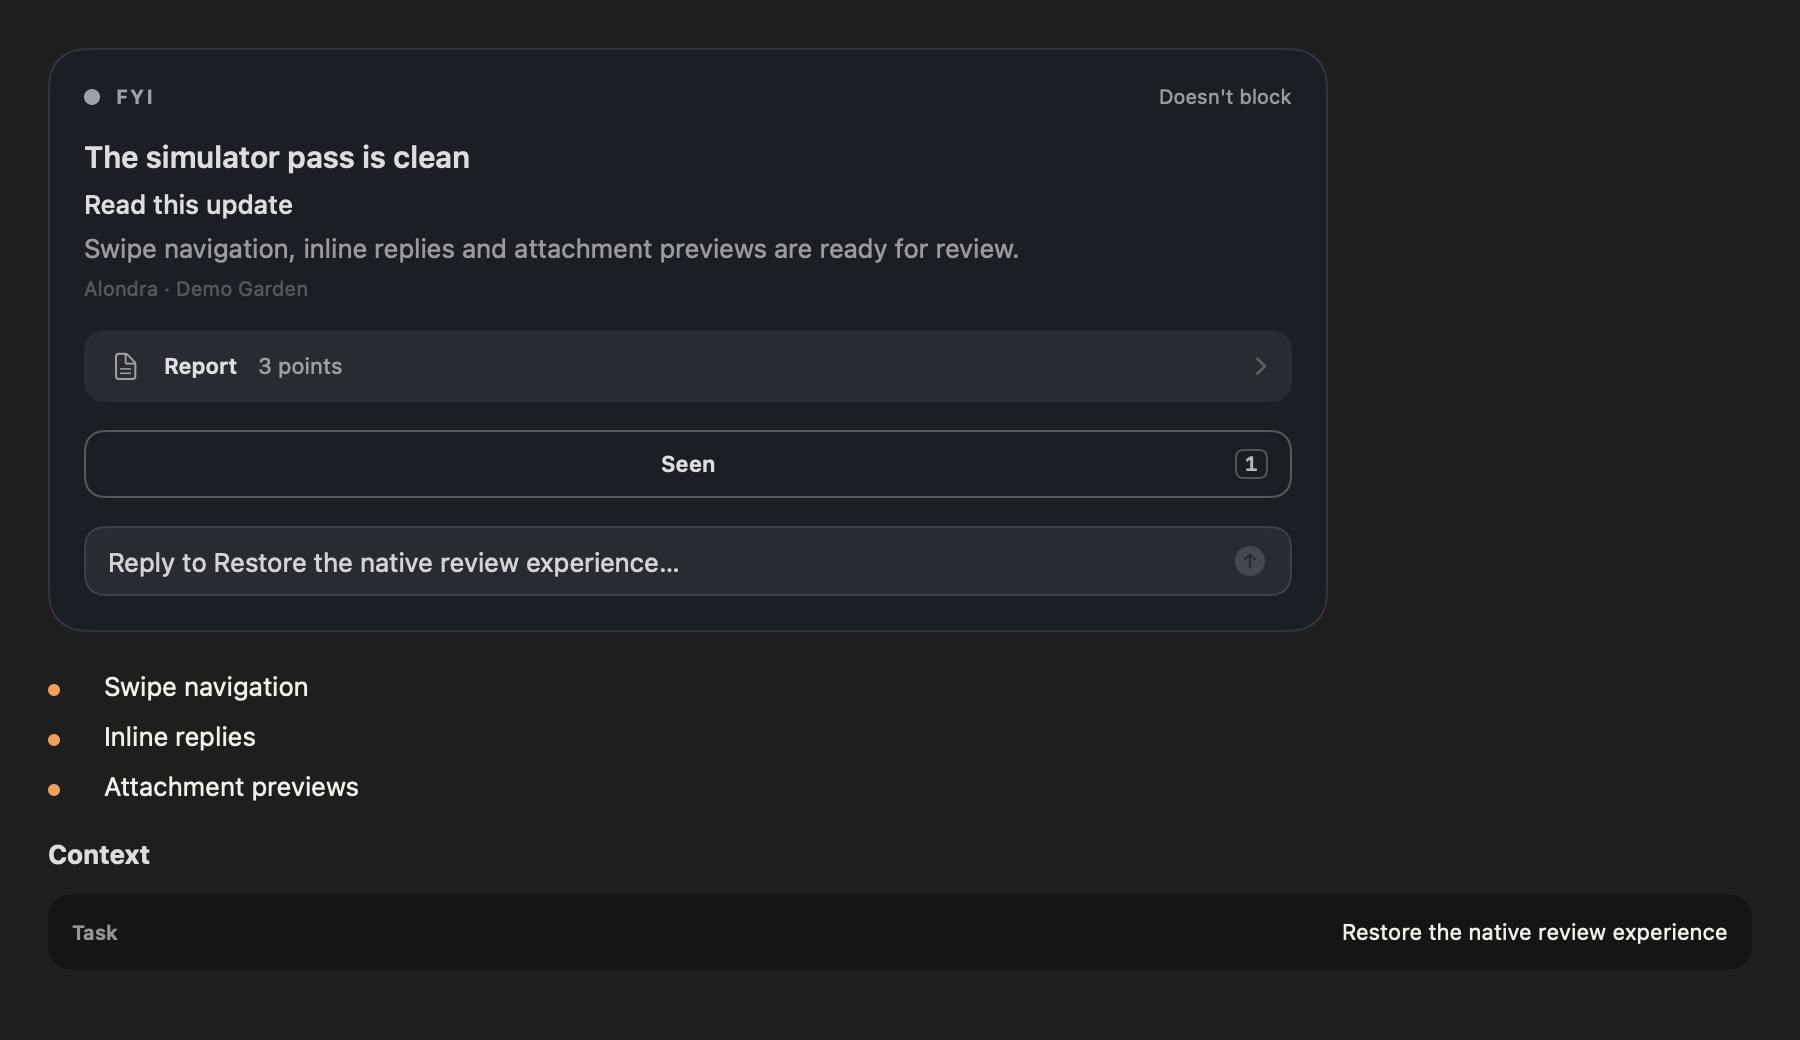 FYI
Doesn't block
The simulator pass is clean
Read this update
Swipe navigation, inline replies and attachment previews are ready for review.
Alondra · Demo Garden
Report 3 points
Seen 1
Reply to Restore the native review experience...
Swipe navigation
Inline replies
Attachment previews
Context
Task
Restore the native review experience